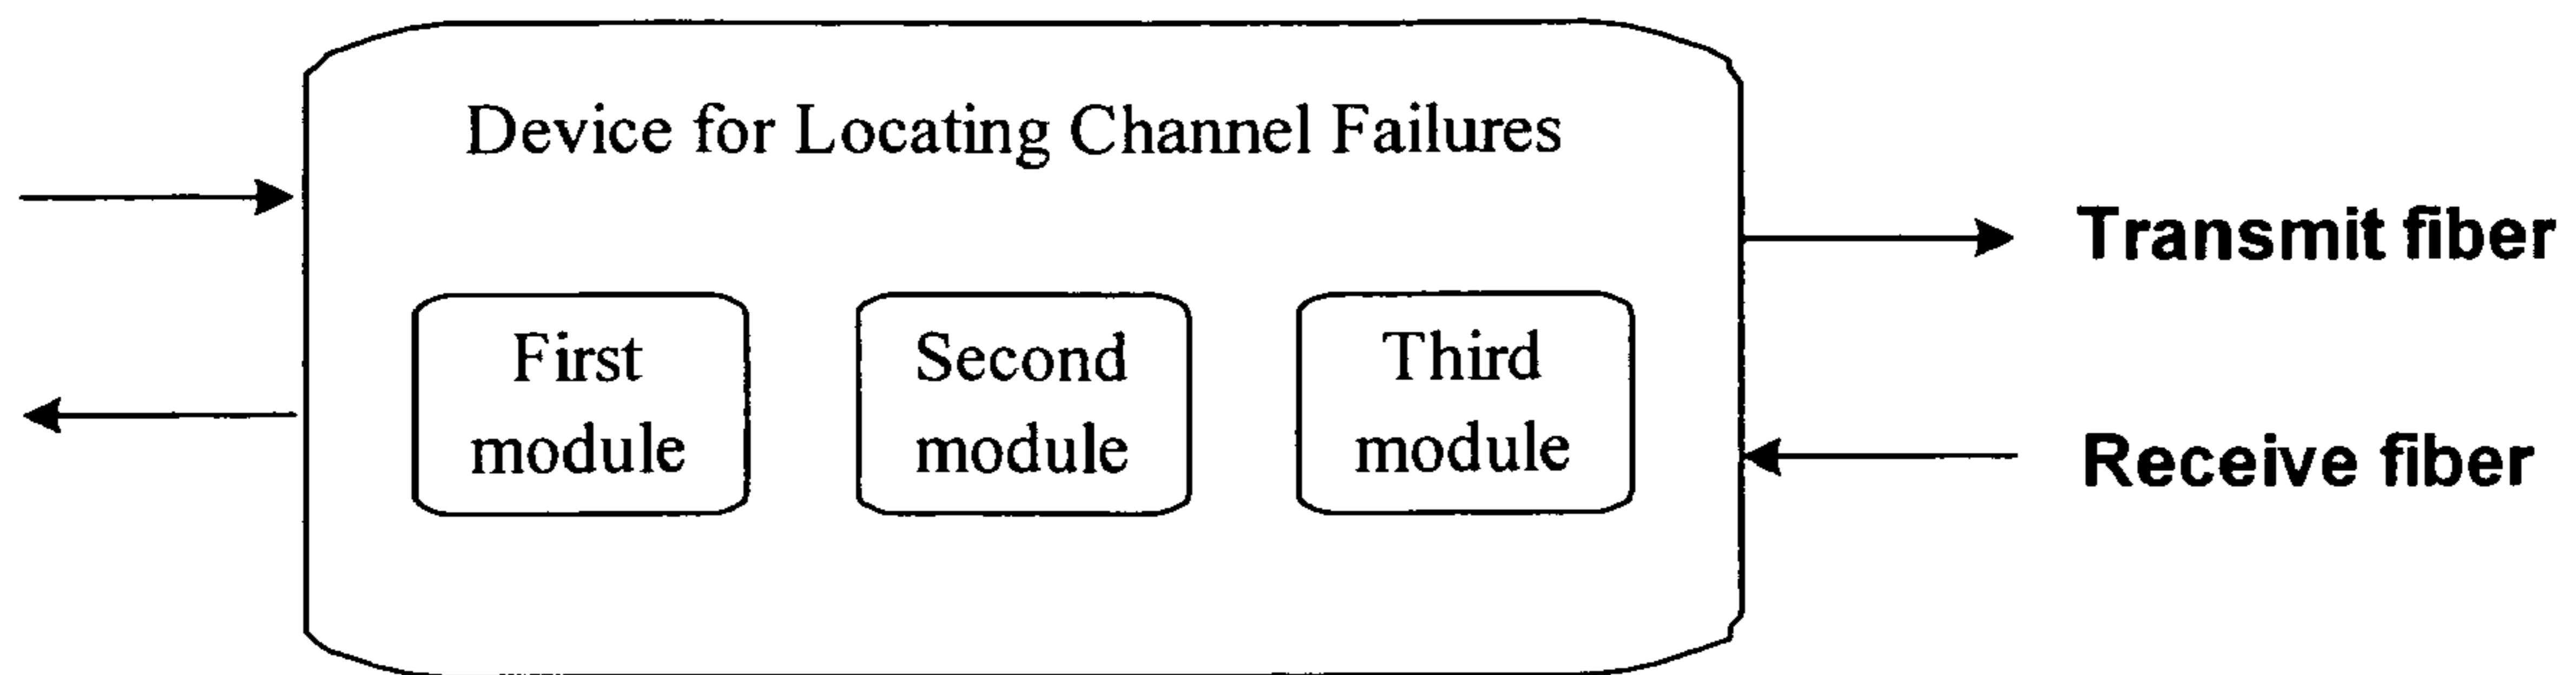 Device for Locating Channel Failures
Transmit fiber
First
module
Second
module
Third
module
Receive fiber